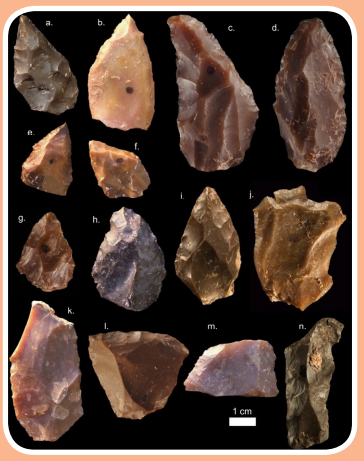 a. b. c. d.
e. f.
g. h. i. j.
k. l. m. n.
1 cm